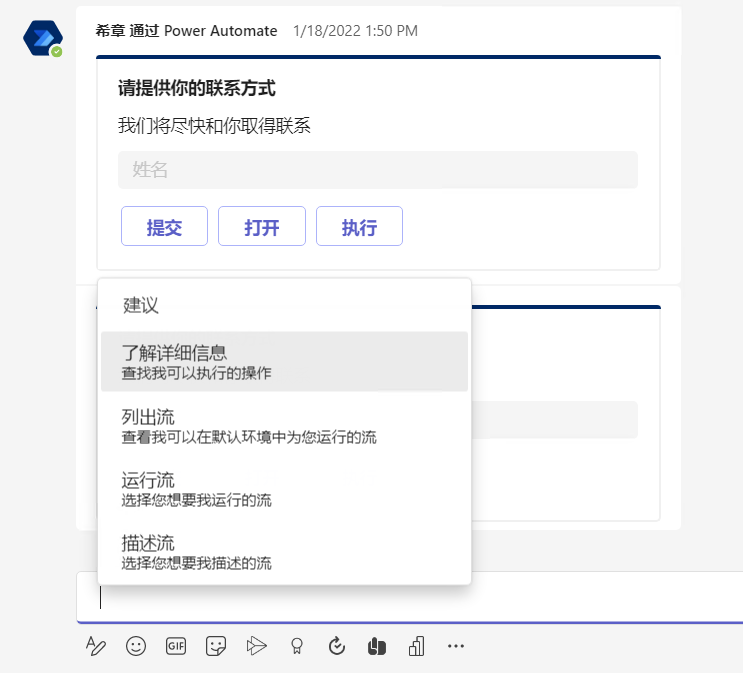 希章 通过 Power Automate 1/18/2022 1:50 PM
请提供你的联系方式
我们将尽快和你取得联系
姓名
提交 打开 执行
建议
了解详细信息
查找我可以执行的操作
列出流
查看我可以在默认环境中为您运行的流
运行流
选择您想要我运行的流
描述流
选择您想要我描述的流
GIF